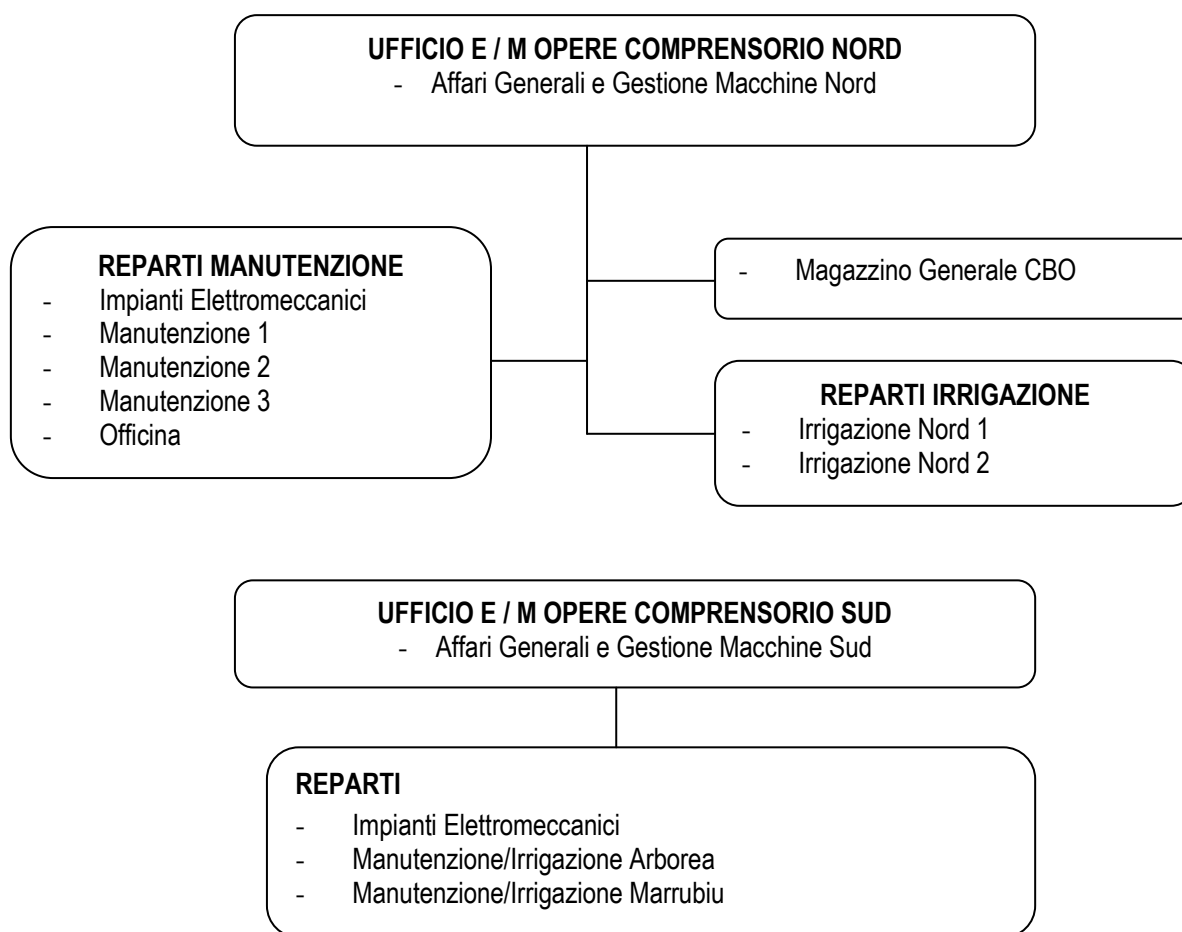 UFFICIO E / M OPERE COMPRENSORIO NORD
- Affari Generali e Gestione Macchine Nord
REPARTI MANUTENZIONE
- Impianti Elettromeccanici
- Manutenzione 1
- Manutenzione 2
- Manutenzione 3
- Officina
- Magazzino Generale CBO
REPARTI IRRIGAZIONE
- Irrigazione Nord 1
- Irrigazione Nord 2
UFFICIO E / M OPERE COMPRENSORIO SUD
- Affari Generali e Gestione Macchine Sud
REPARTI
- Impianti Elettromeccanici
- Manutenzione/Irrigazione Arborea
- Manutenzione/Irrigazione Marrubiu